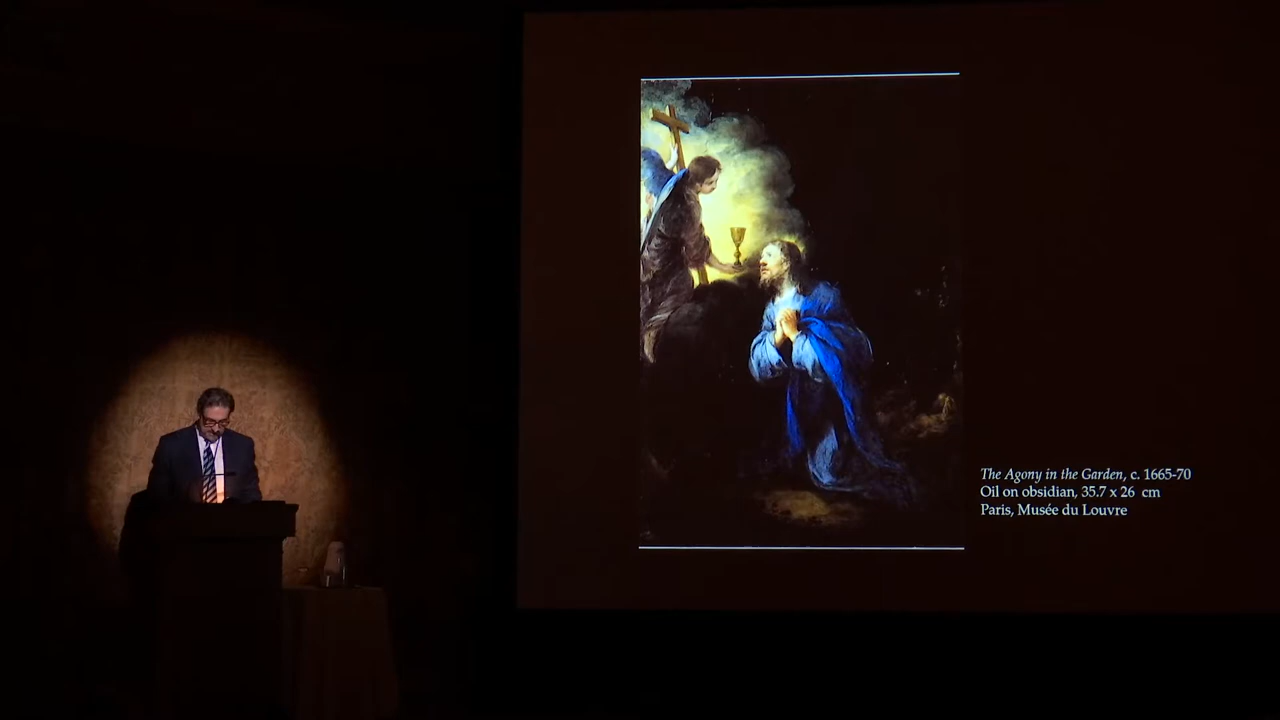 The Agony in the Garden, c. 1665-70
Oil on obsidian, 35.7 x 26 cm
Paris, Musée du Louvre